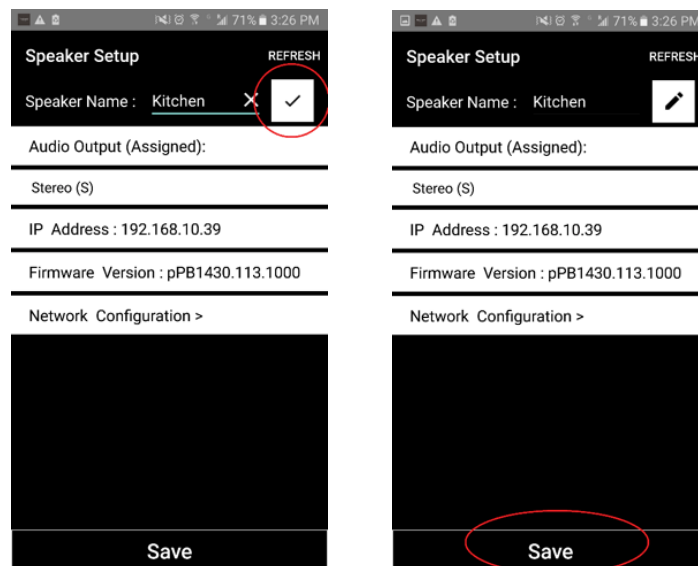 71% 3:26 PM
Speaker Setup REFRESH
Speaker Name : Kitchen
Audio Output (Assigned):
Stereo (S)
IP Address : 192.168.10.39
Firmware Version : pPB1430.113.1000
Network Configuration >
Save
71% 3:26 PM
Speaker Setup REFRESH
Speaker Name : Kitchen
Audio Output (Assigned):
Stereo (S)
IP Address : 192.168.10.39
Firmware Version : pPB1430.113.1000
Network Configuration >
Save